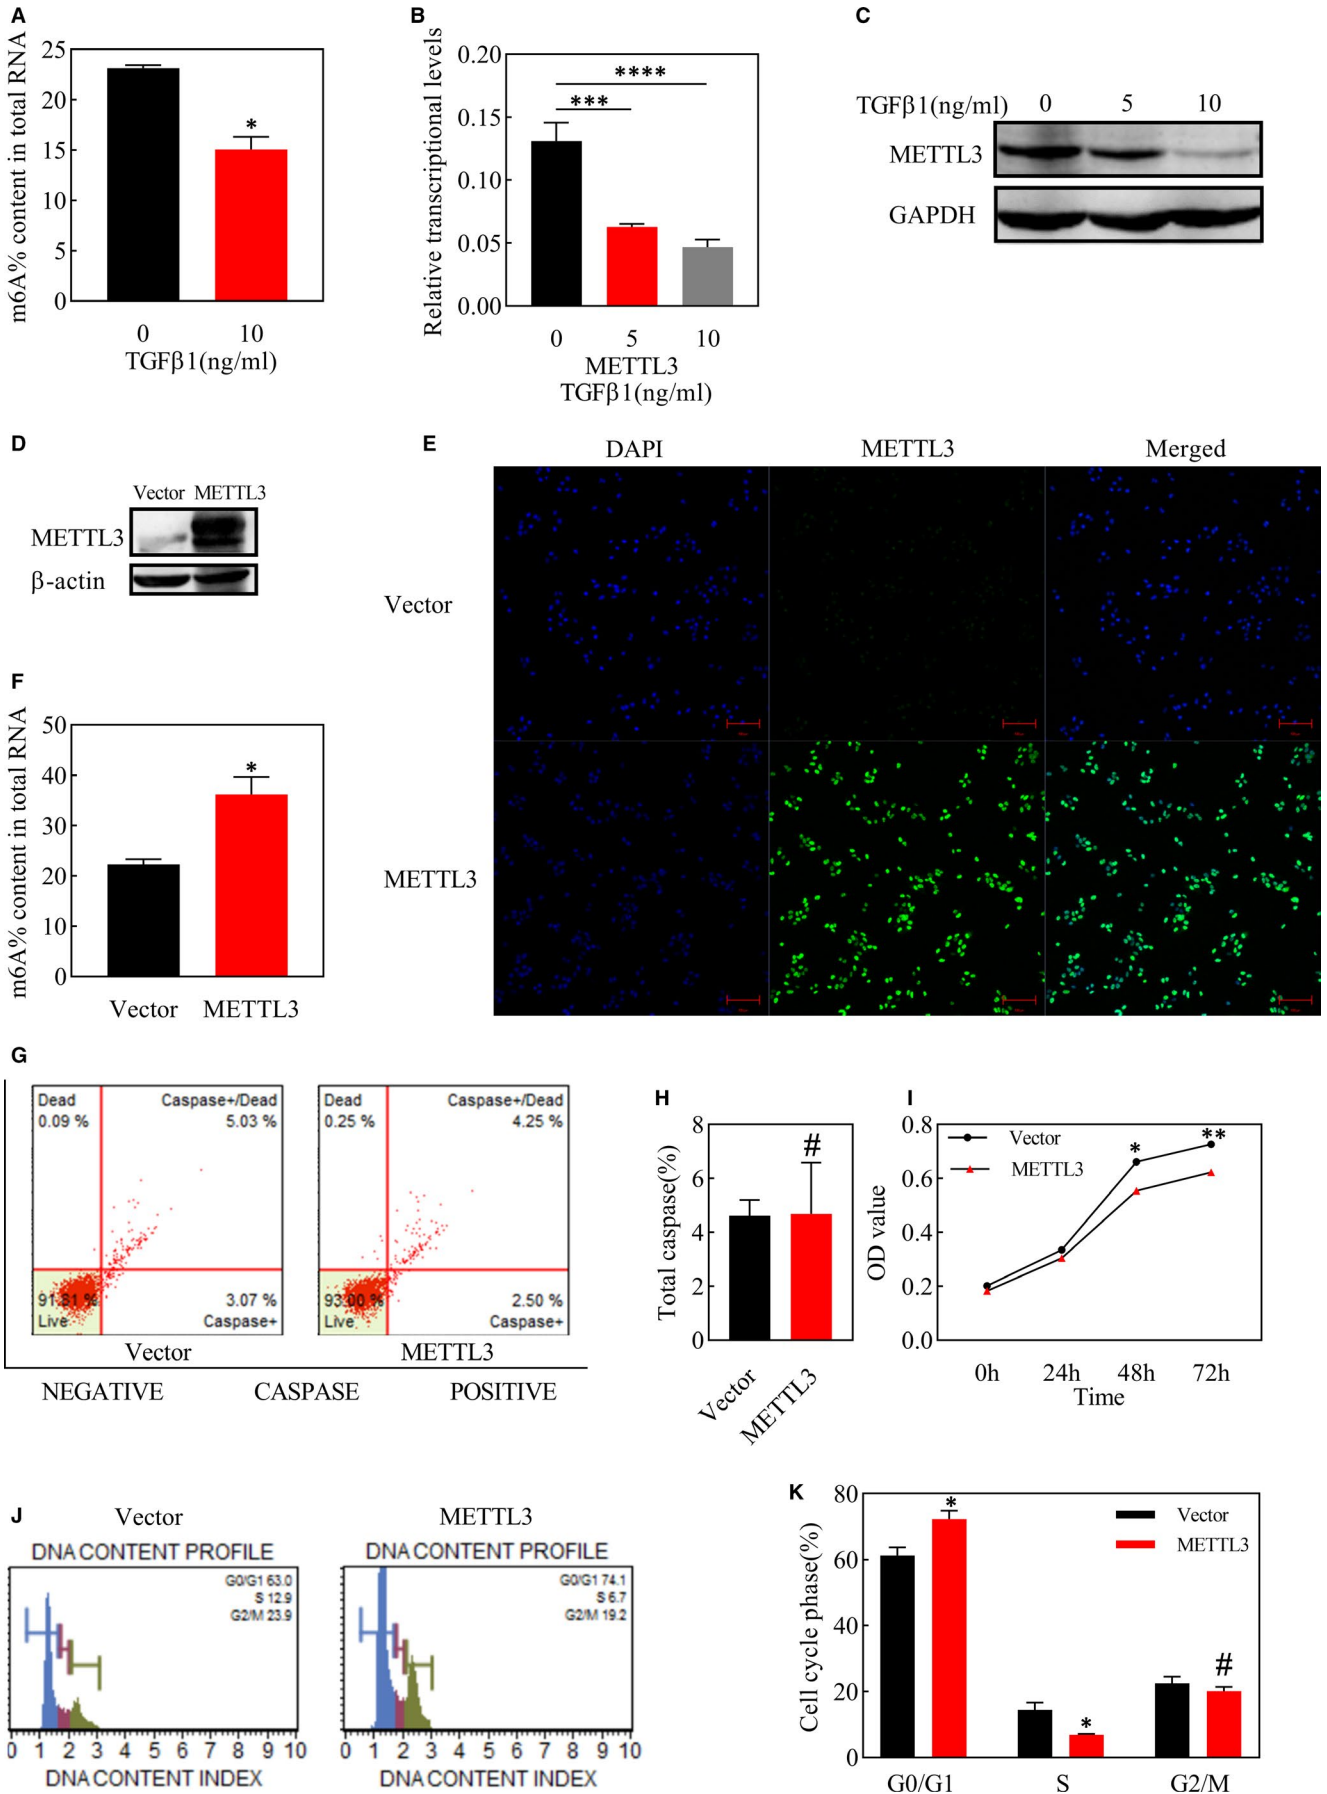 A
m6A% content in total RNA
25
20
15
10
5
0
*
0 10
TGFβ1(ng/ml)
B
Relative transcriptional levels
0.20
0.15
0.10
0.05
0.00
****
***
0 5 10
METTL3
TGFβ1(ng/ml)
C
TGFβ1(ng/ml) 0 5 10
METTL3
GAPDH
D
Vector METTL3
METTL3
β-actin
E
DAPI METTL3 Merged
Vector
METTL3
F
m6A% content in total RNA
50
40
30
20
10
0
*
Vector METTL3
G
Dead Caspase+/Dead
0.09 % 5.03 %
91.81 % 3.07 %
Live Caspase+
Vector
Dead Caspase+/Dead
0.25 % 4.25 %
93.00 % 2.50 %
Live Caspase+
METTL3
NEGATIVE CASPASE POSITIVE
H
Total caspase(%)
8
6
4
2
0
#
Vector
METTL3
I
OD value
0.8
0.6
0.4
0.2
0.0
Vector
METTL3
* **
0h 24h 48h 72h
Time
J
Vector
DNA CONTENT PROFILE
G0/G1 63.0
S 12.9
G2/M 23.9
0 1 2 3 4 5 6 7 8 9 10
DNA CONTENT INDEX
METTL3
DNA CONTENT PROFILE
G0/G1 74.1
S 6.7
G2/M 19.2
0 1 2 3 4 5 6 7 8 9 10
DNA CONTENT INDEX
K
Cell cycle phase(%)
80
60
40
20
0
Vector
METTL3
*
*
#
G0/G1 S G2/M